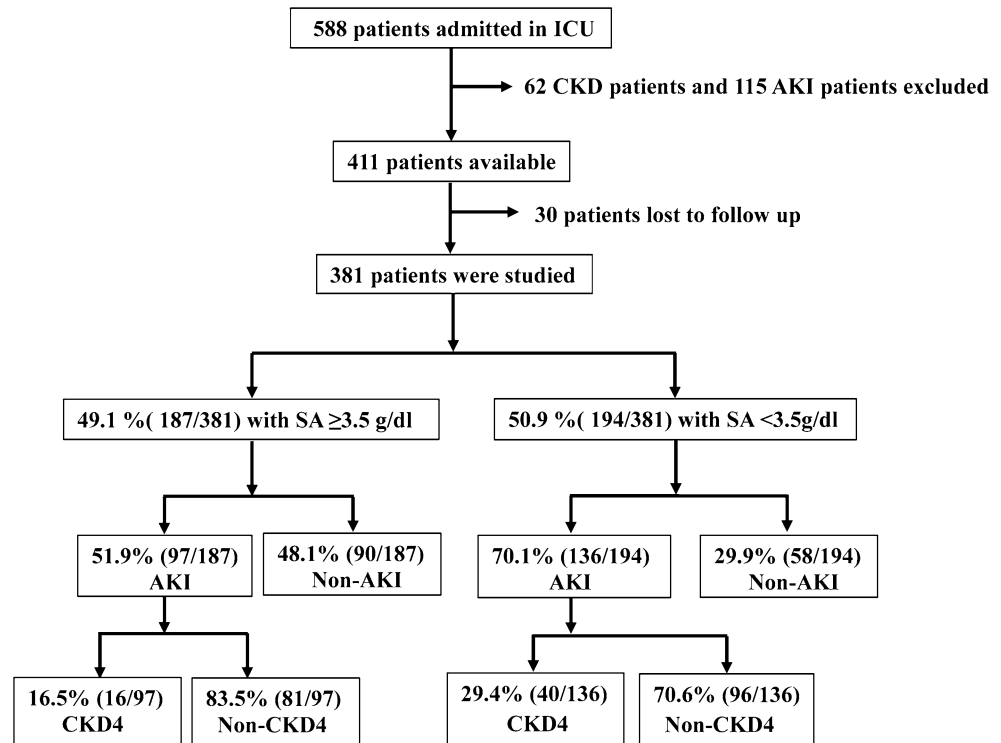 588 patients admitted in ICU
62 CKD patients and 115 AKI patients excluded
411 patients available
30 patients lost to follow up
381 patients were studied
49.1 %( 187/381) with SA ≥3.5 g/dl
50.9 %( 194/381) with SA <3.5g/dl
51.9% (97/187)
AKI
48.1% (90/187)
Non-AKI
70.1% (136/194)
AKI
29.9% (58/194)
Non-AKI
16.5% (16/97)
CKD4
83.5% (81/97)
Non-CKD4
29.4% (40/136)
CKD4
70.6% (96/136)
Non-CKD4